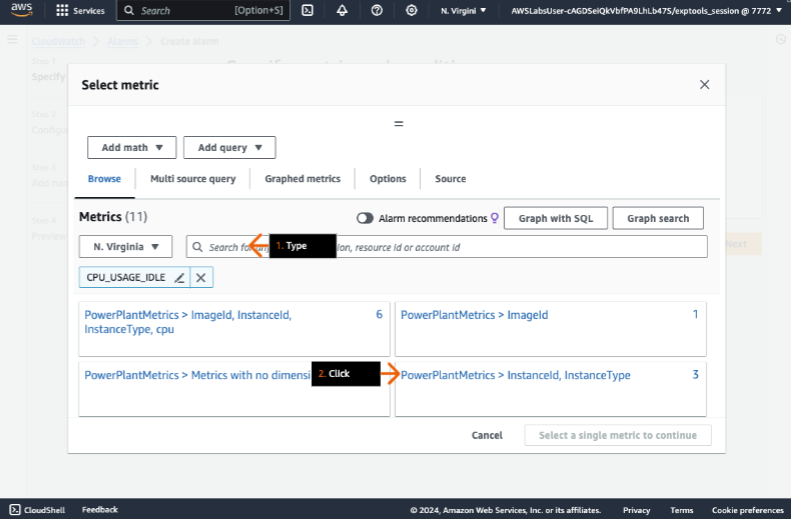 aws
Services
Search
[Option+S]
N. Virgini
AWSLabsUser-cAGDSeiQkVbfPA9LhLb47S/exptools_session @ 7772
CloudWatch
Alarms
Create alarm
Step 1
Specify
Step 2
Configu
Step 3
Add nam
Step 4
Preview
Next
Select metric
=
Add math
Add query
Browse
Multi source query
Graphed metrics
Options
Source
Metrics (11)
Alarm recommendations
Graph with SQL
Graph search
N. Virginia
Search for
1. Type
resource id or account id
CPU_USAGE_IDLE
PowerPlantMetrics > ImageId, InstanceId,
InstanceType, cpu
6
PowerPlantMetrics > ImageId
1
PowerPlantMetrics > Metrics with no dimensi
2. Click
PowerPlantMetrics > InstanceId, InstanceType
3
Cancel
Select a single metric to continue
CloudShell
Feedback
© 2024, Amazon Web Services, Inc. or its affiliates.
Privacy
Terms
Cookie preferences